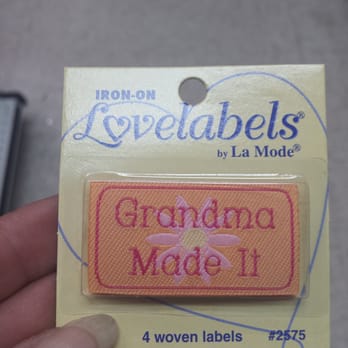 IRON-ON
Lovelabels®
by La Mode®
Grandma
Made It
4 woven labels #2575